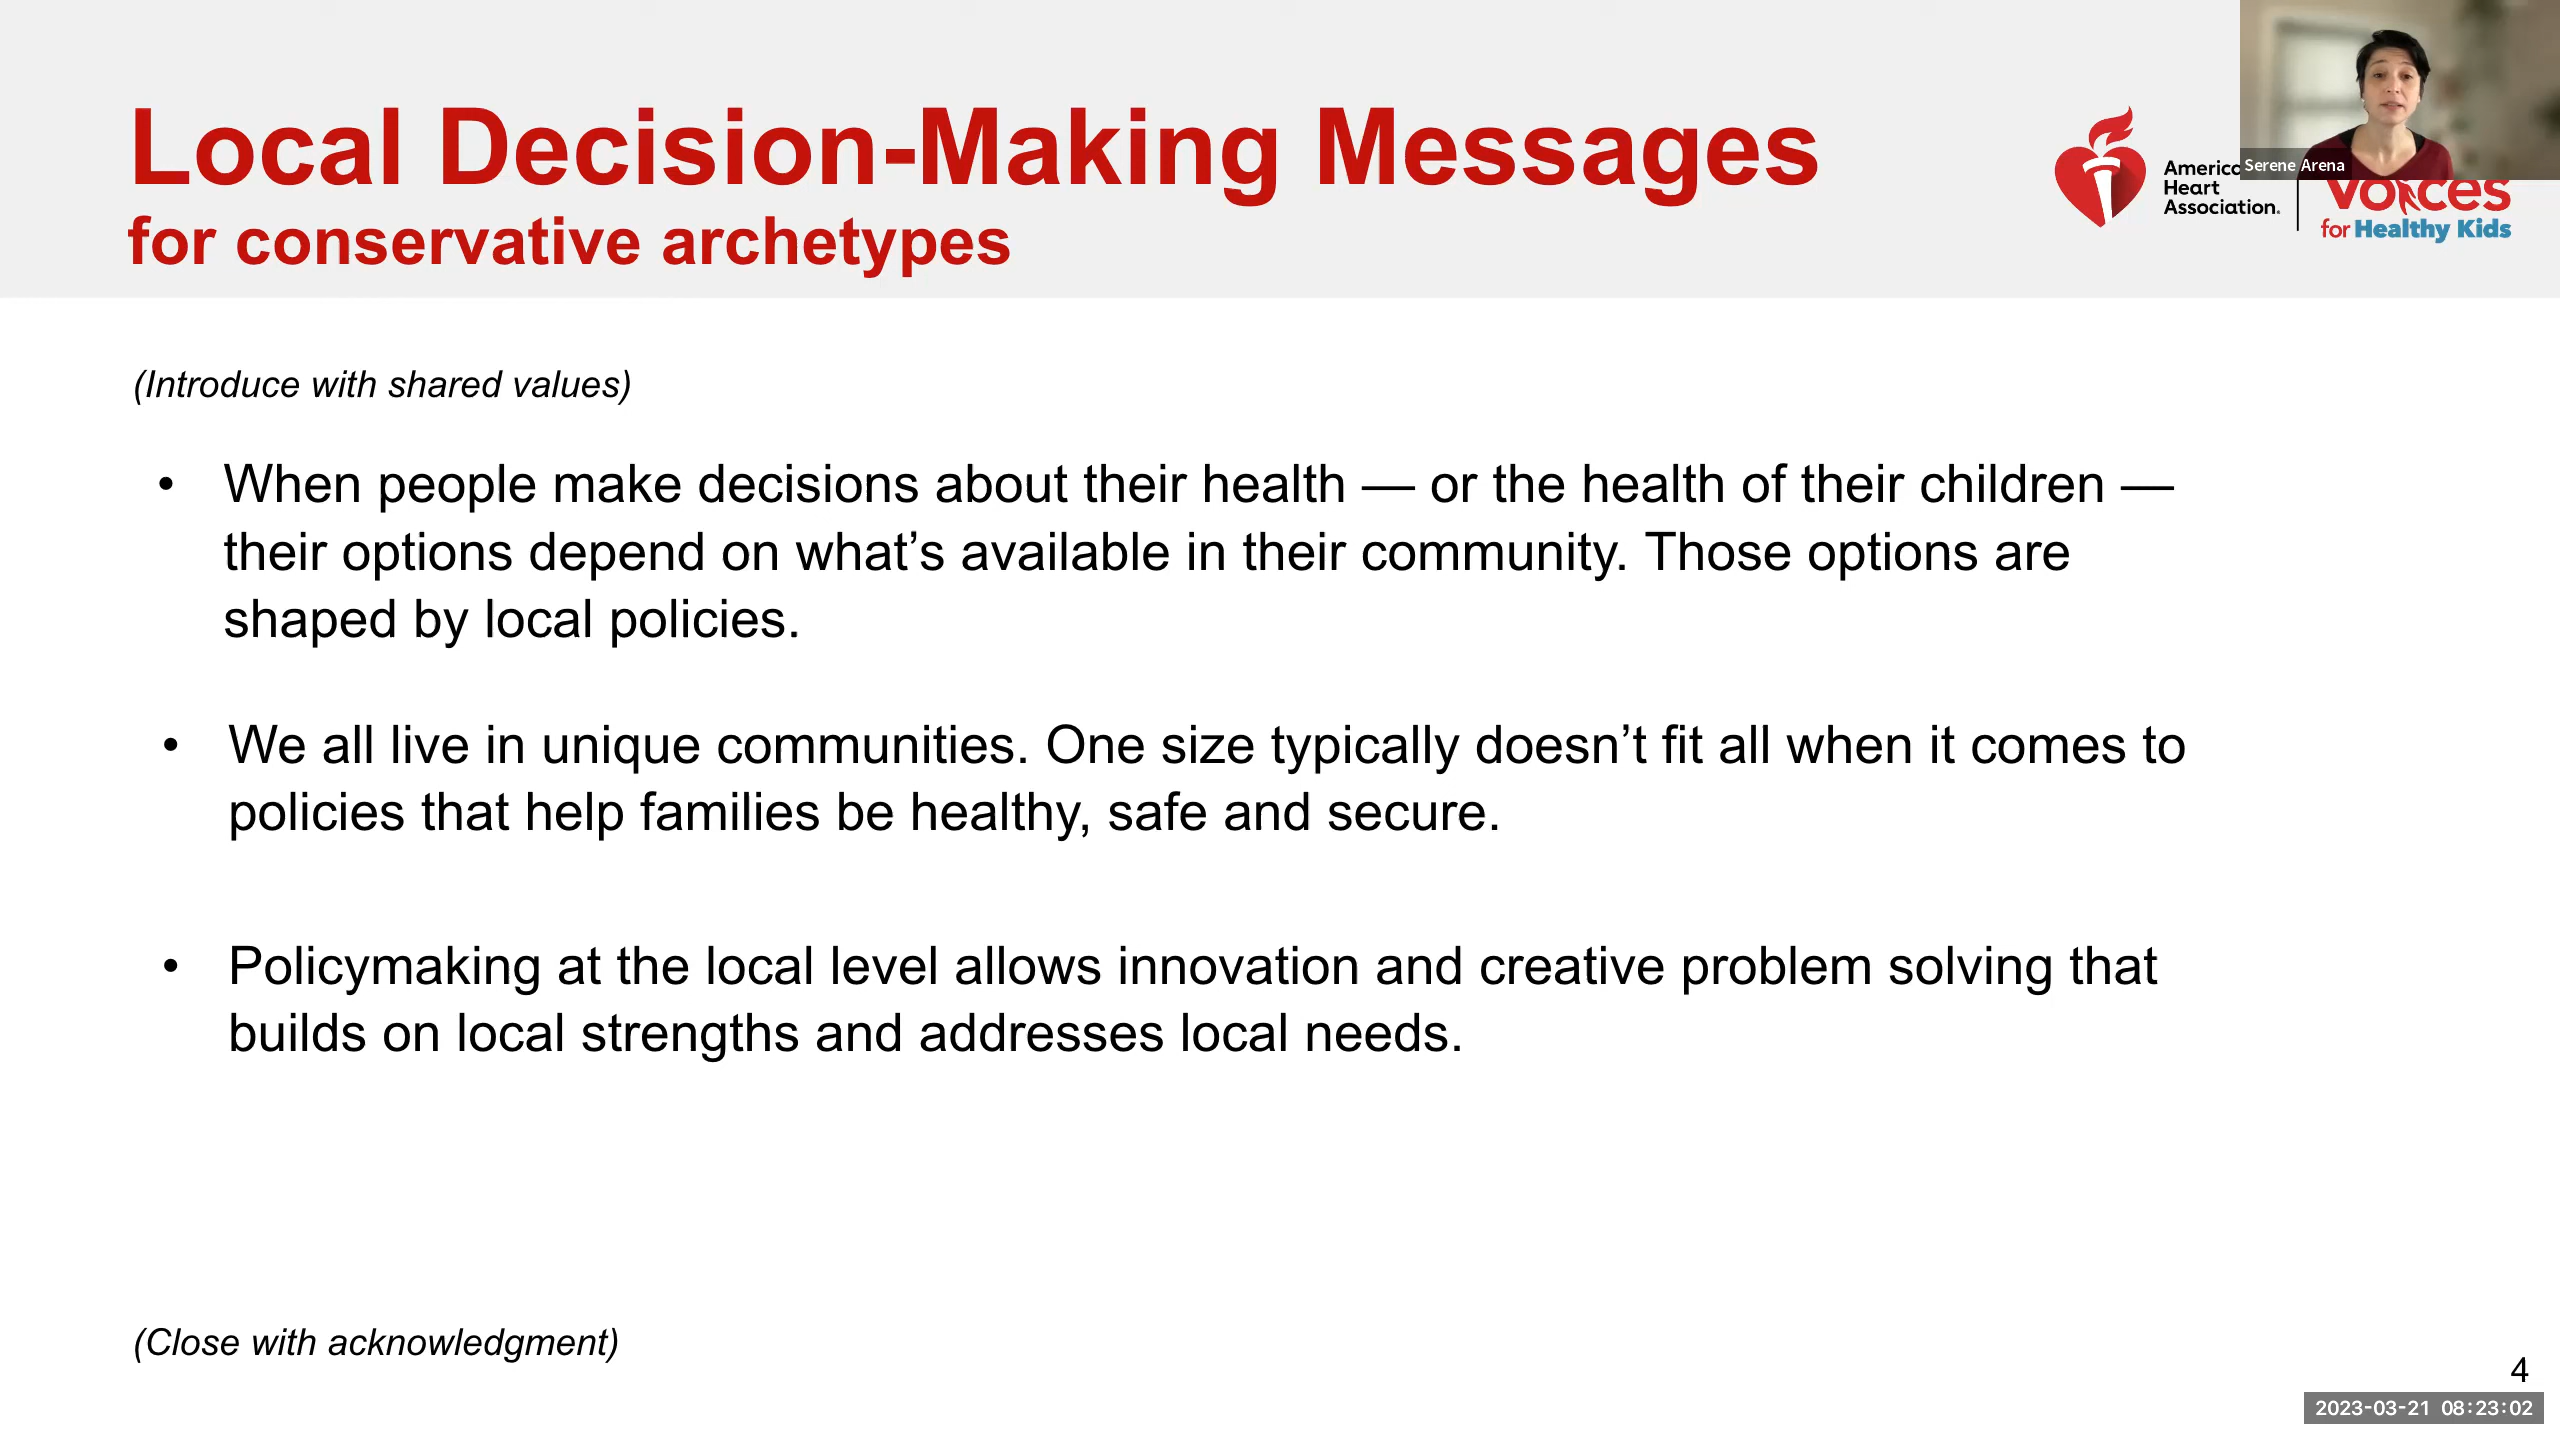 Local Decision-Making Messages
for conservative archetypes
American
Heart
Association.
Serene Arena
Voices
for Healthy Kids
(Introduce with shared values)
• When people make decisions about their health — or the health of their children —
their options depend on what’s available in their community. Those options are
shaped by local policies.
• We all live in unique communities. One size typically doesn’t fit all when it comes to
policies that help families be healthy, safe and secure.
• Policymaking at the local level allows innovation and creative problem solving that
builds on local strengths and addresses local needs.
(Close with acknowledgment)
4
2023-03-21 08:23:02